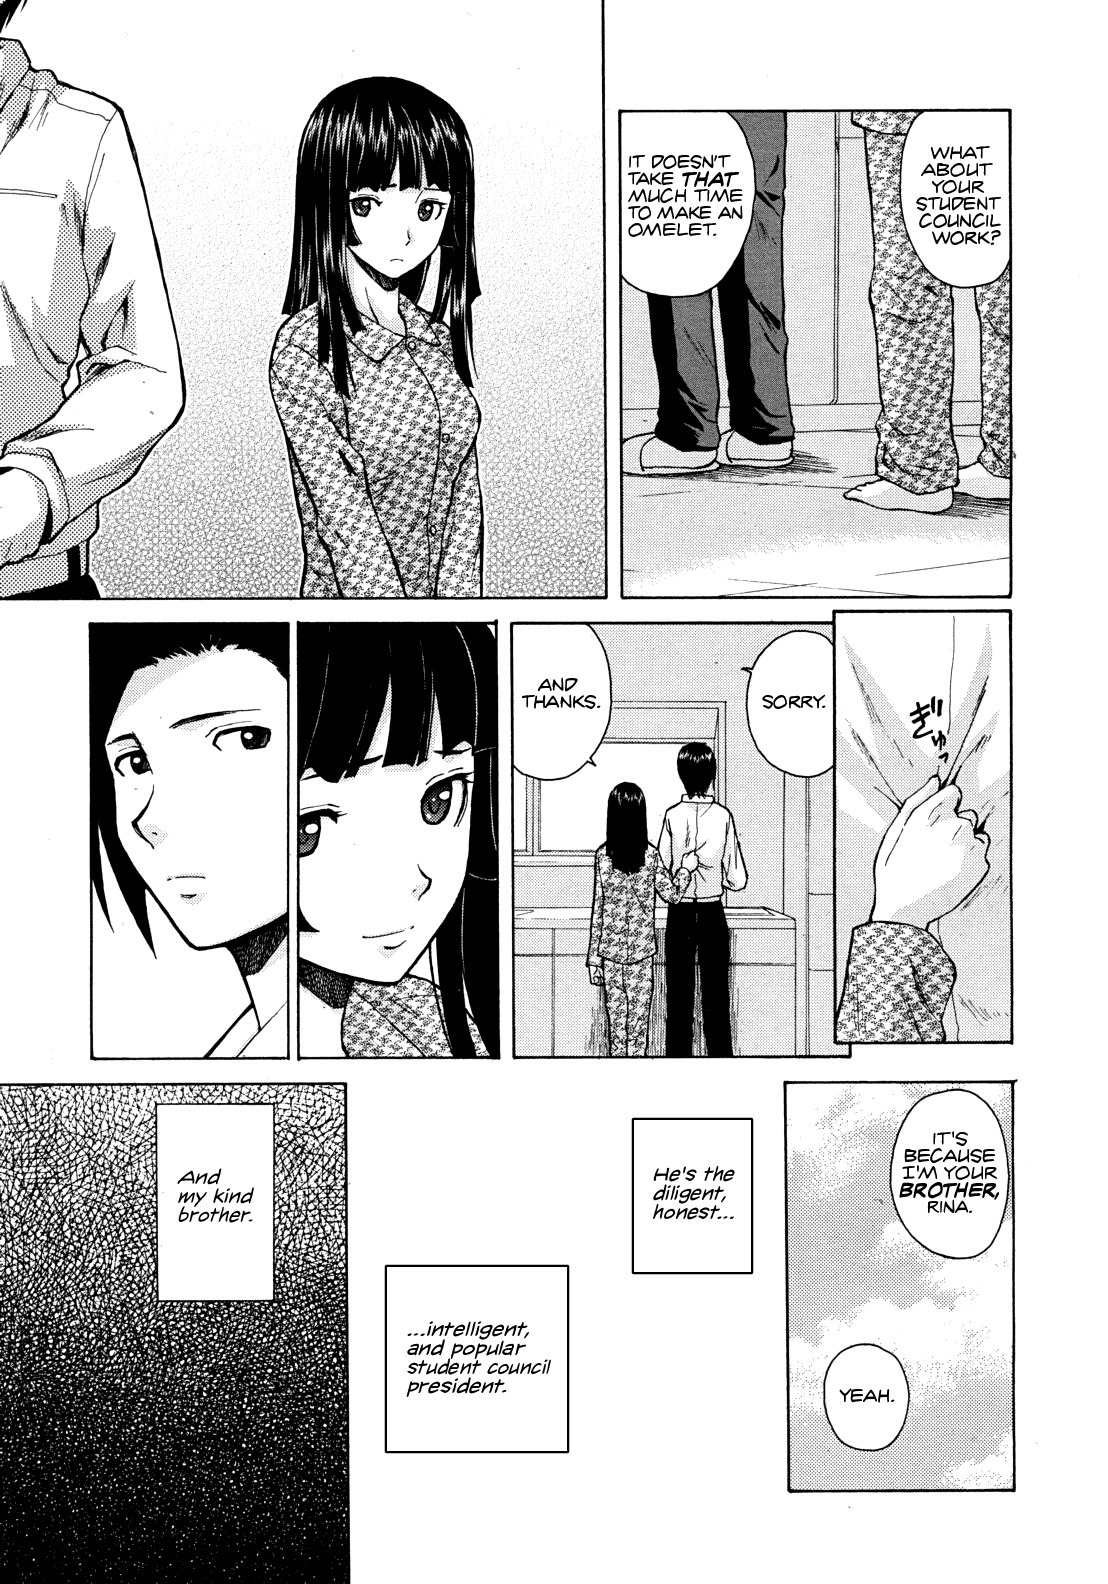 WHAT
ABOUT
YOUR
STUDENT
COUNCIL
WORK?
IT DOESN'T
TAKE THAT
MUCH TIME
TO MAKE AN
OMELET.
ぎゅっ
SORRY.
AND
THANKS.
IT'S
BECAUSE
I'M YOUR
BROTHER,
RINA.
YEAH.
He's the
diligent,
honest...
...intelligent,
and popular
student council
president.
And
my kind
brother.